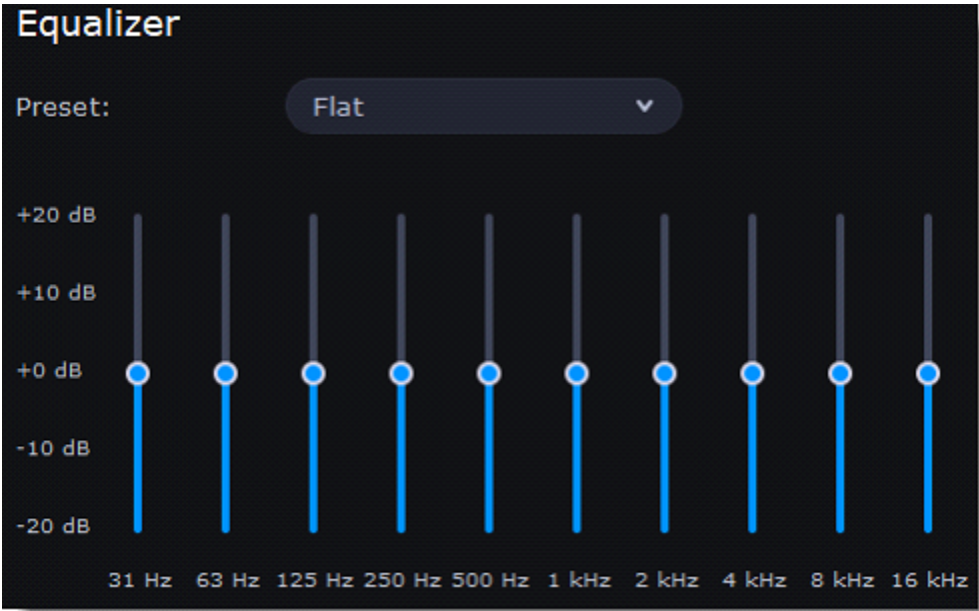 Equalizer
Preset:
Flat
+20 dB
+10 dB
+0 dB
-10 dB
-20 dB
31 Hz 63 Hz 125 Hz 250 Hz 500 Hz 1 kHz 2 kHz 4 kHz 8 kHz 16 kHz